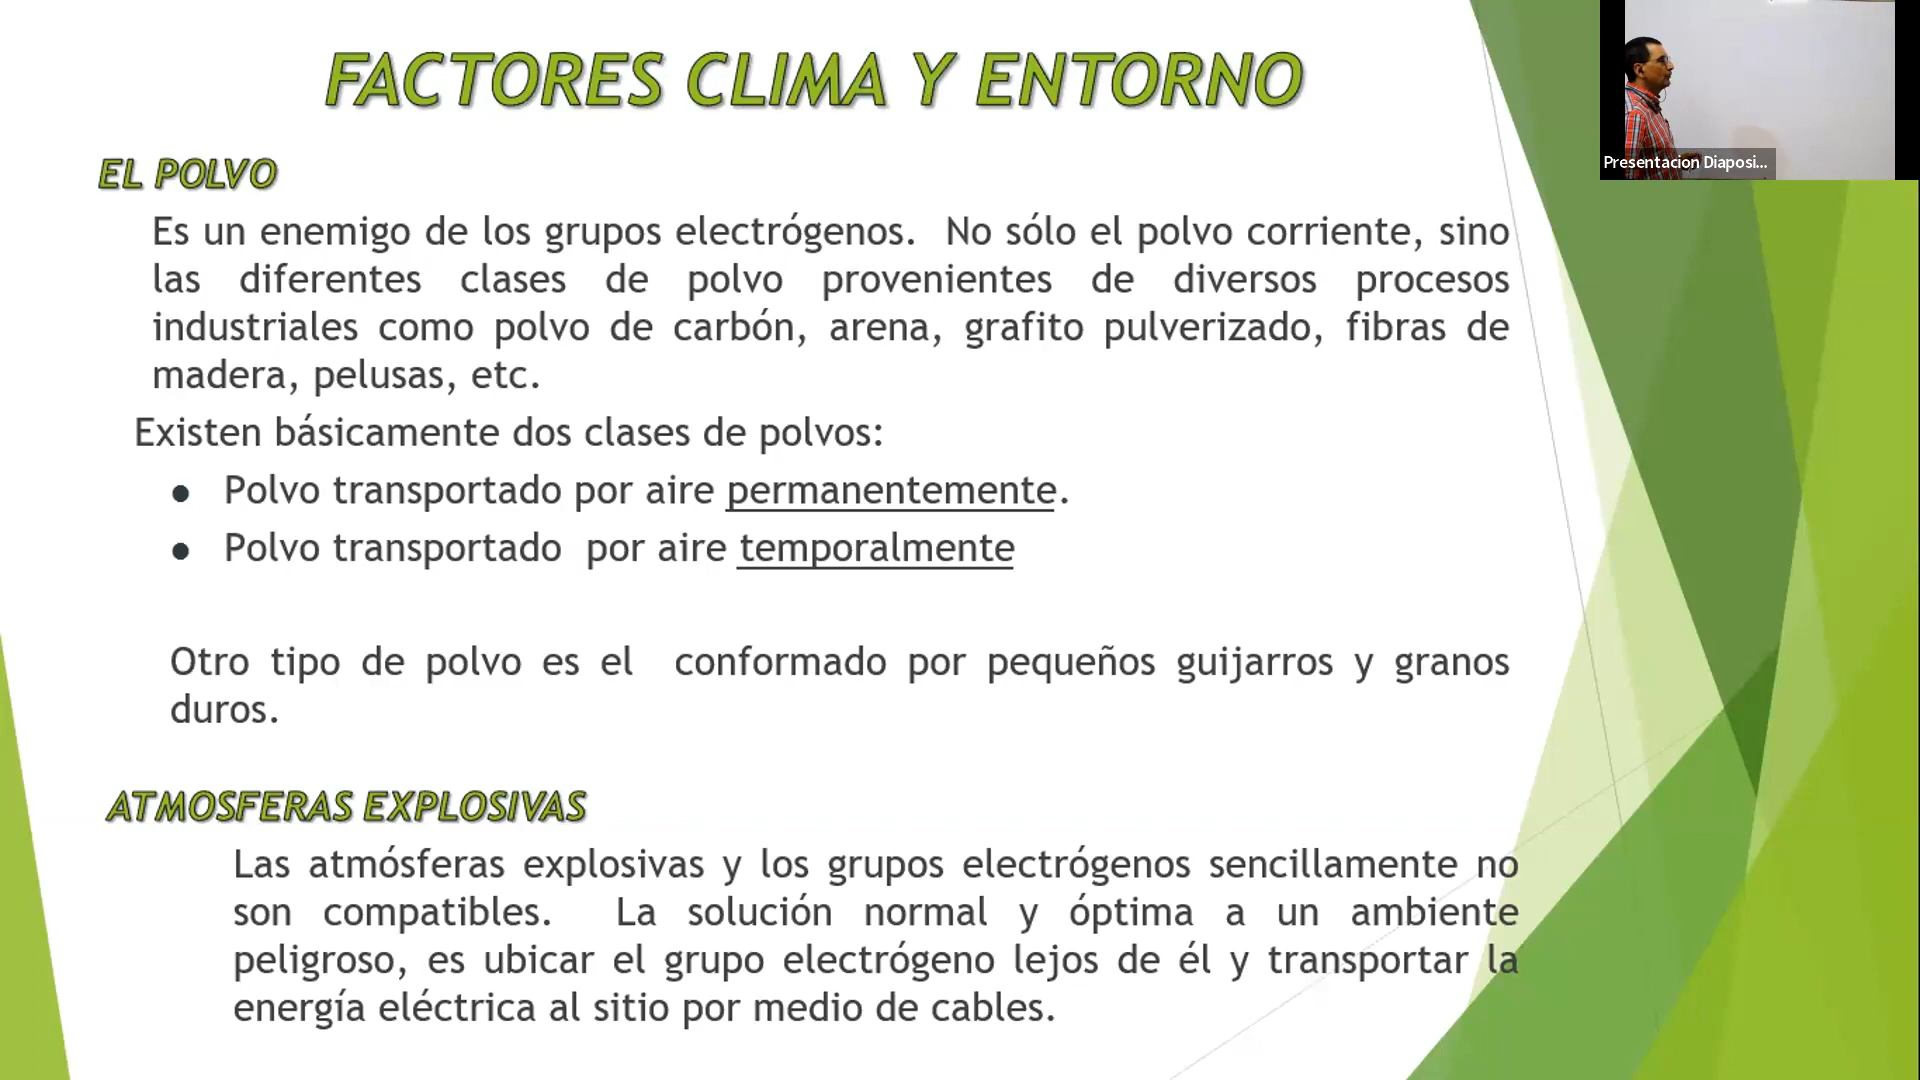 FACTORES CLIMA Y ENTORNO
Presentacion Diaposi...
EL POLVO
Es un enemigo de los grupos electrógenos. No sólo el polvo corriente, sino
las diferentes clases de polvo provenientes de diversos procesos
industriales como polvo de carbón, arena, grafito pulverizado, fibras de
madera, pelusas, etc.
Existen básicamente dos clases de polvos:
● Polvo transportado por aire permanentemente.
● Polvo transportado por aire temporalmente
Otro tipo de polvo es el conformado por pequeños guijarros y granos
duros.
ATMOSFERAS EXPLOSIVAS
Las atmósferas explosivas y los grupos electrógenos sencillamente no
son compatibles. La solución normal y óptima a un ambiente
peligroso, es ubicar el grupo electrógeno lejos de él y transportar la
energía eléctrica al sitio por medio de cables.